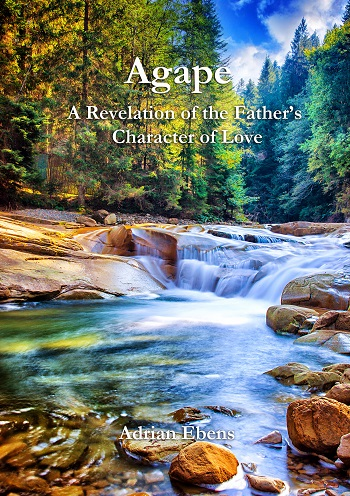 Agape
A Revelation of the Father's
Character of Love
Adrian Ebens